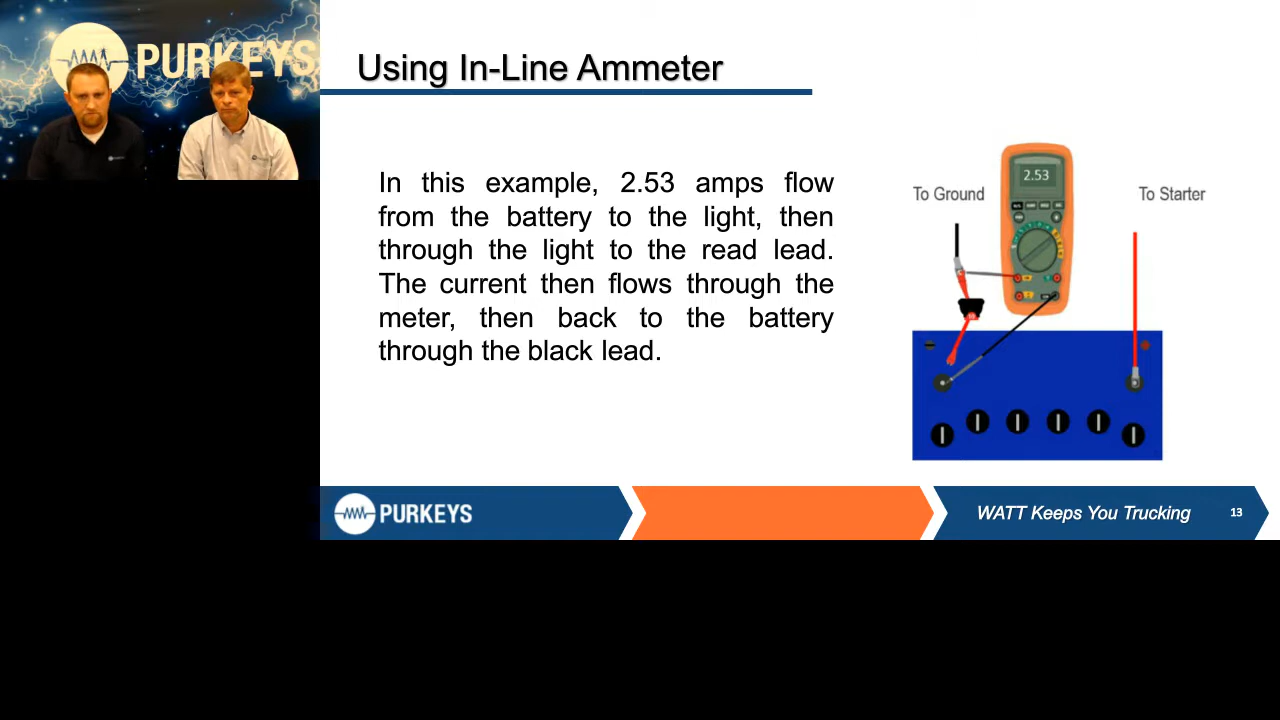 PURKEYS
Using In-Line Ammeter
In this example, 2.53 amps flow
from the battery to the light, then
through the light to the read lead.
The current then flows through the
meter, then back to the battery
through the black lead.
To Ground
2.53
To Starter
PURKEYS
WATT Keeps You Trucking
13